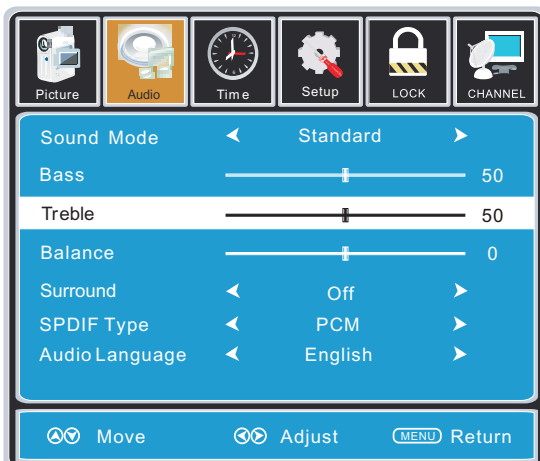 Picture Audio Time Setup LOCK CHANNEL
Sound Mode Standard
Bass 50
Treble 50
Balance 0
Surround Off
SPDIF Type PCM
Audio Language English
Move Adjust MENU Return